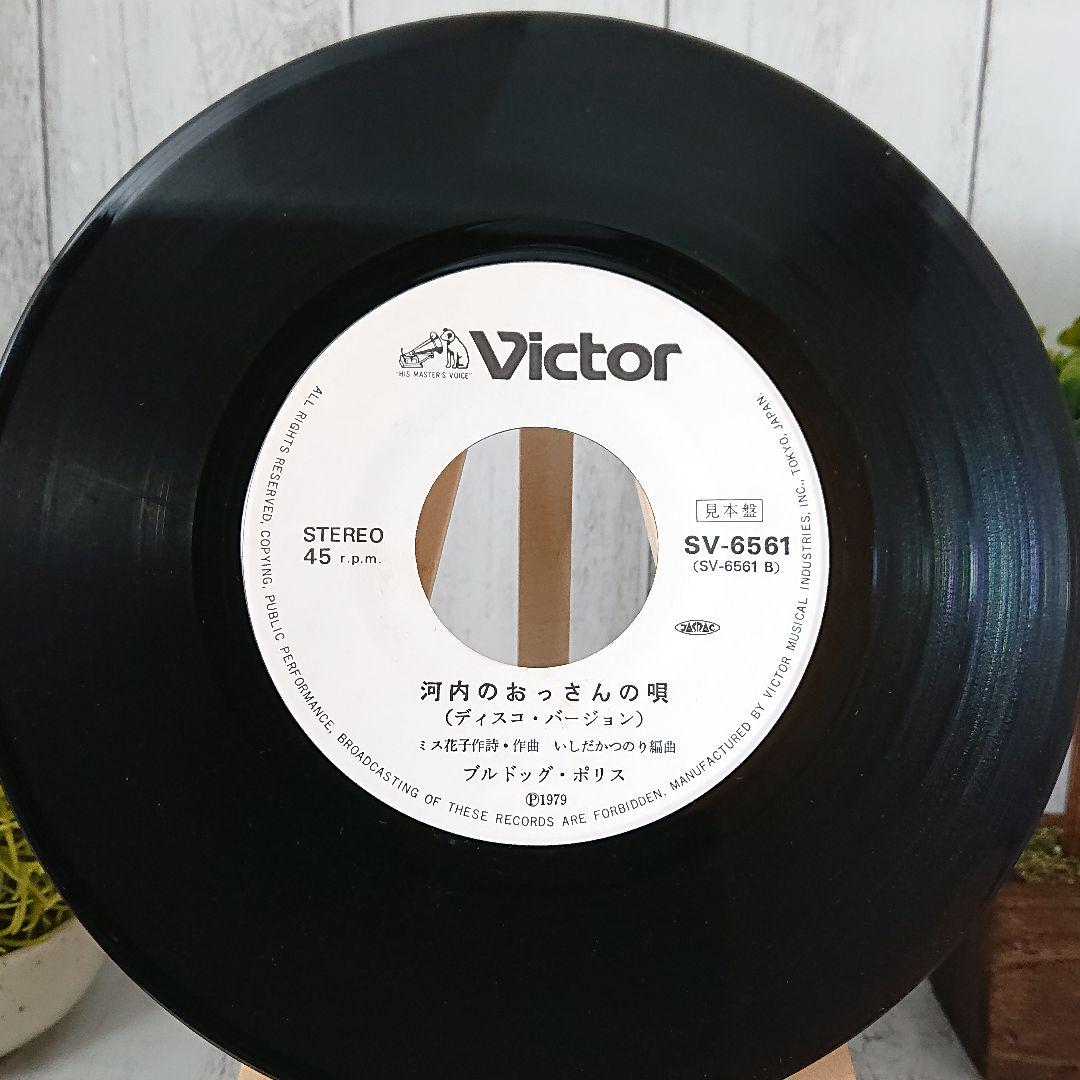 Victor
"HIS MASTER'S VOICE"
STEREO
45 r.p.m.
見本盤
SV-6561
(SV-6561 B)
JASRAC
河内のおっさんの唄
(ディスコ・バージョン)
ミス花子作詩・作曲 いしだかつのり編曲
ブルドッグ・ポリス
Ⓟ1979
ALL RIGHTS RESERVED, COPYING, PUBLIC PERFORMANCE, BROADCASTING OF THESE RECORDS ARE FORBIDDEN, MANUFACTURED BY VICTOR MUSICAL INDUSTRIES, INC., TOKYO, JAPAN.